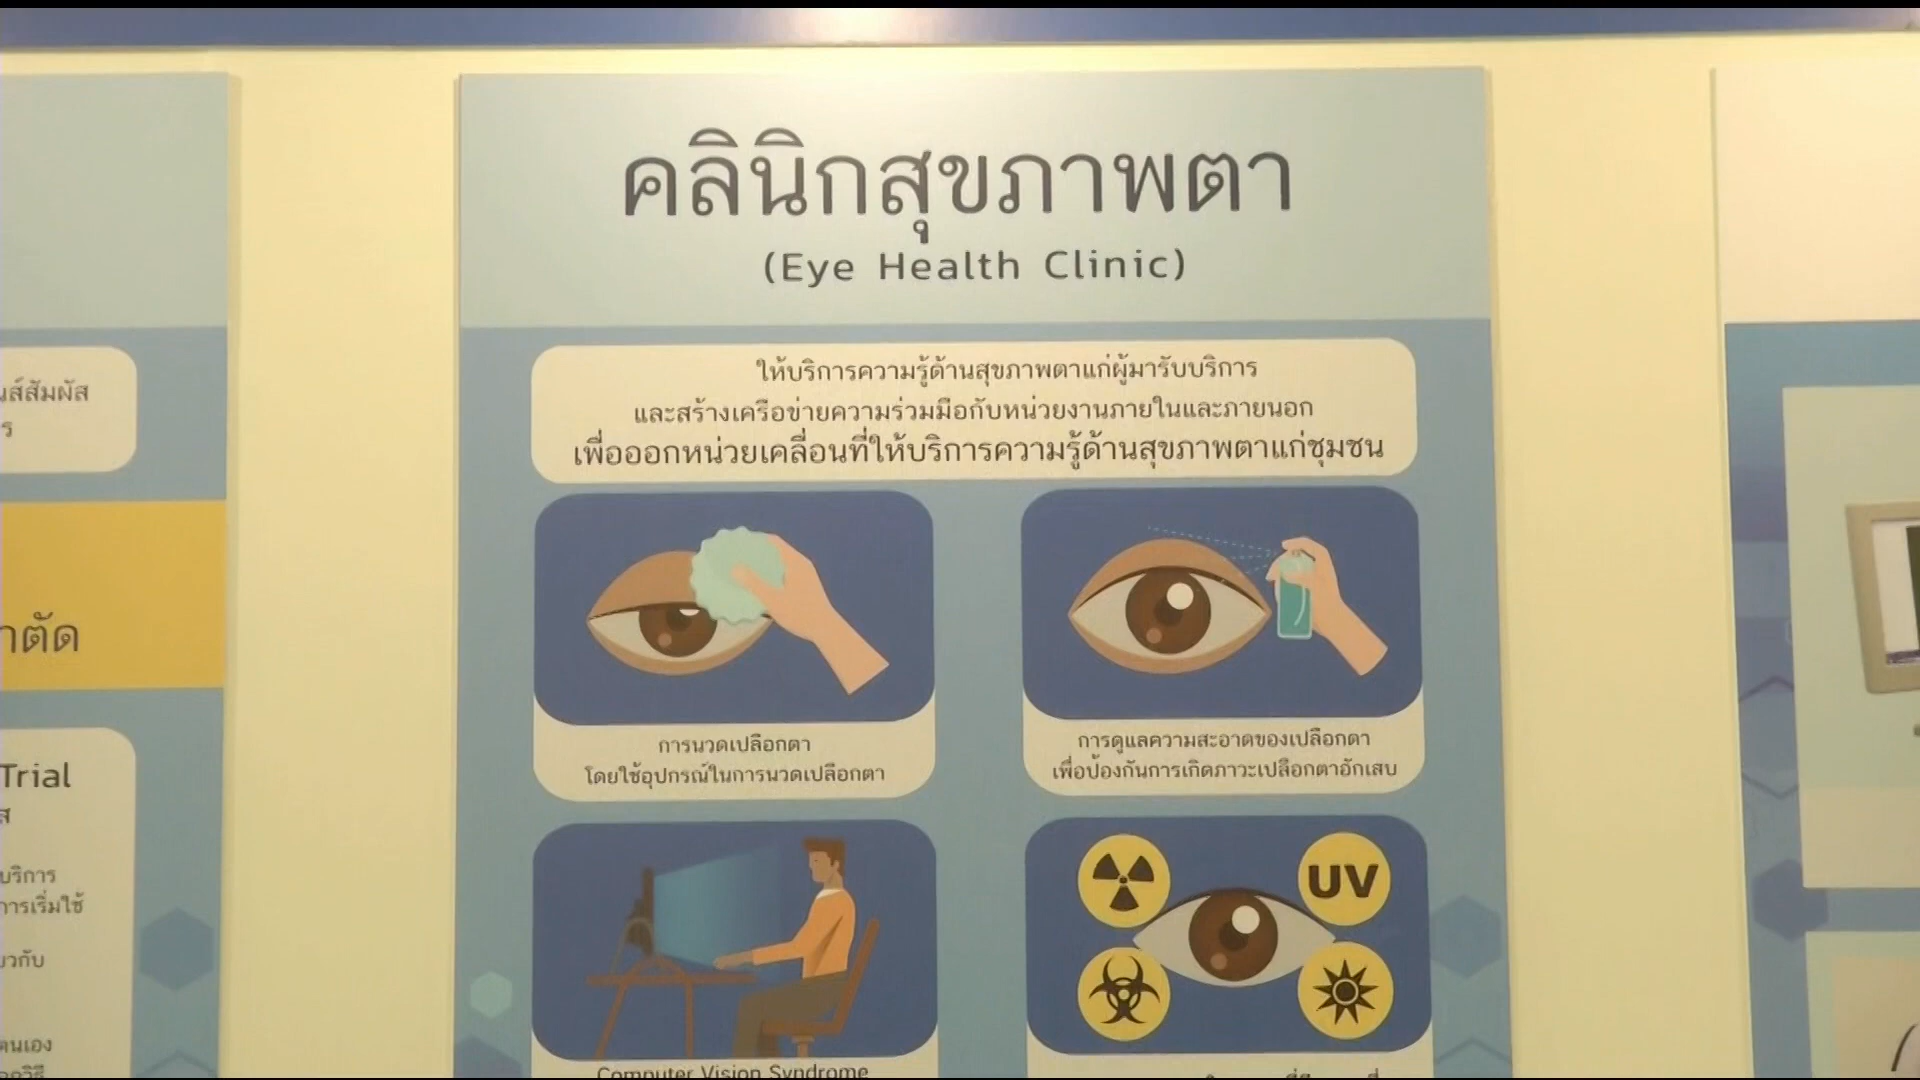 คลินิกสุขภาพตา
(Eye Health Clinic)
ให้บริการความรู้ด้านสุขภาพตาแก่ผู้มารับบริการ
และสร้างเครือข่ายความร่วมมือกับหน่วยงานภายในและภายนอก
เพื่อออกหน่วยเคลื่อนที่ให้บริการความรู้ด้านสุขภาพตาแก่ชุมชน
การนวดเปลือกตา
โดยใช้อุปกรณ์ในการนวดเปลือกตา
การดูแลความสะอาดของเปลือกตา
เพื่อป้องกันการเกิดภาวะเปลือกตาอักเสบ
UV
Computer Vision Syndrome
นส์สัมผัส
ร
าตัด
Trial
ส
บริการ
การเริ่มใช้
ยวกับ
ตนเอง